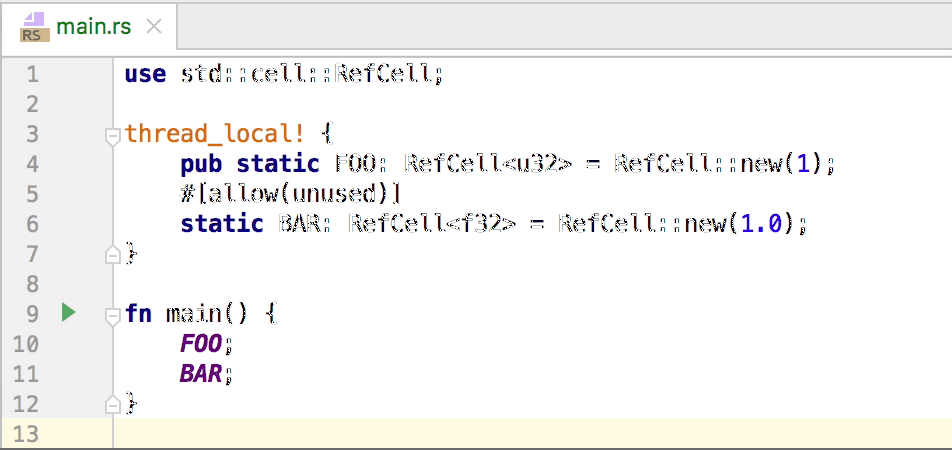 RS main.rs
1 use std::cell::RefCell;
2
3 thread_local! {
4 pub static FOO: RefCell<u32> = RefCell::new(1);
5 #[allow(unused)]
6 static BAR: RefCell<f32> = RefCell::new(1.0);
7 }
8
9 fn main() {
10 FOO;
11 BAR;
12 }
13